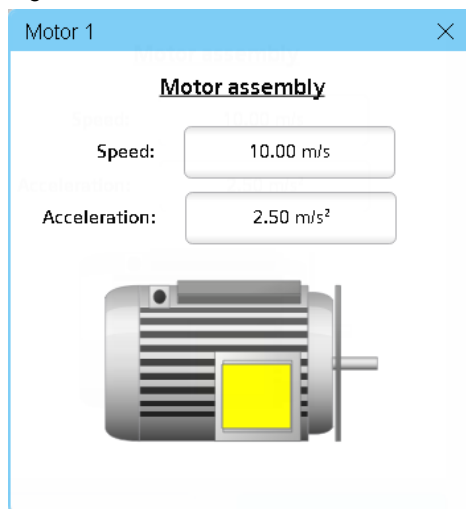 Motor 1
Motor assembly
Speed: 10.00 m/s
Acceleration: 2.50 m/s²